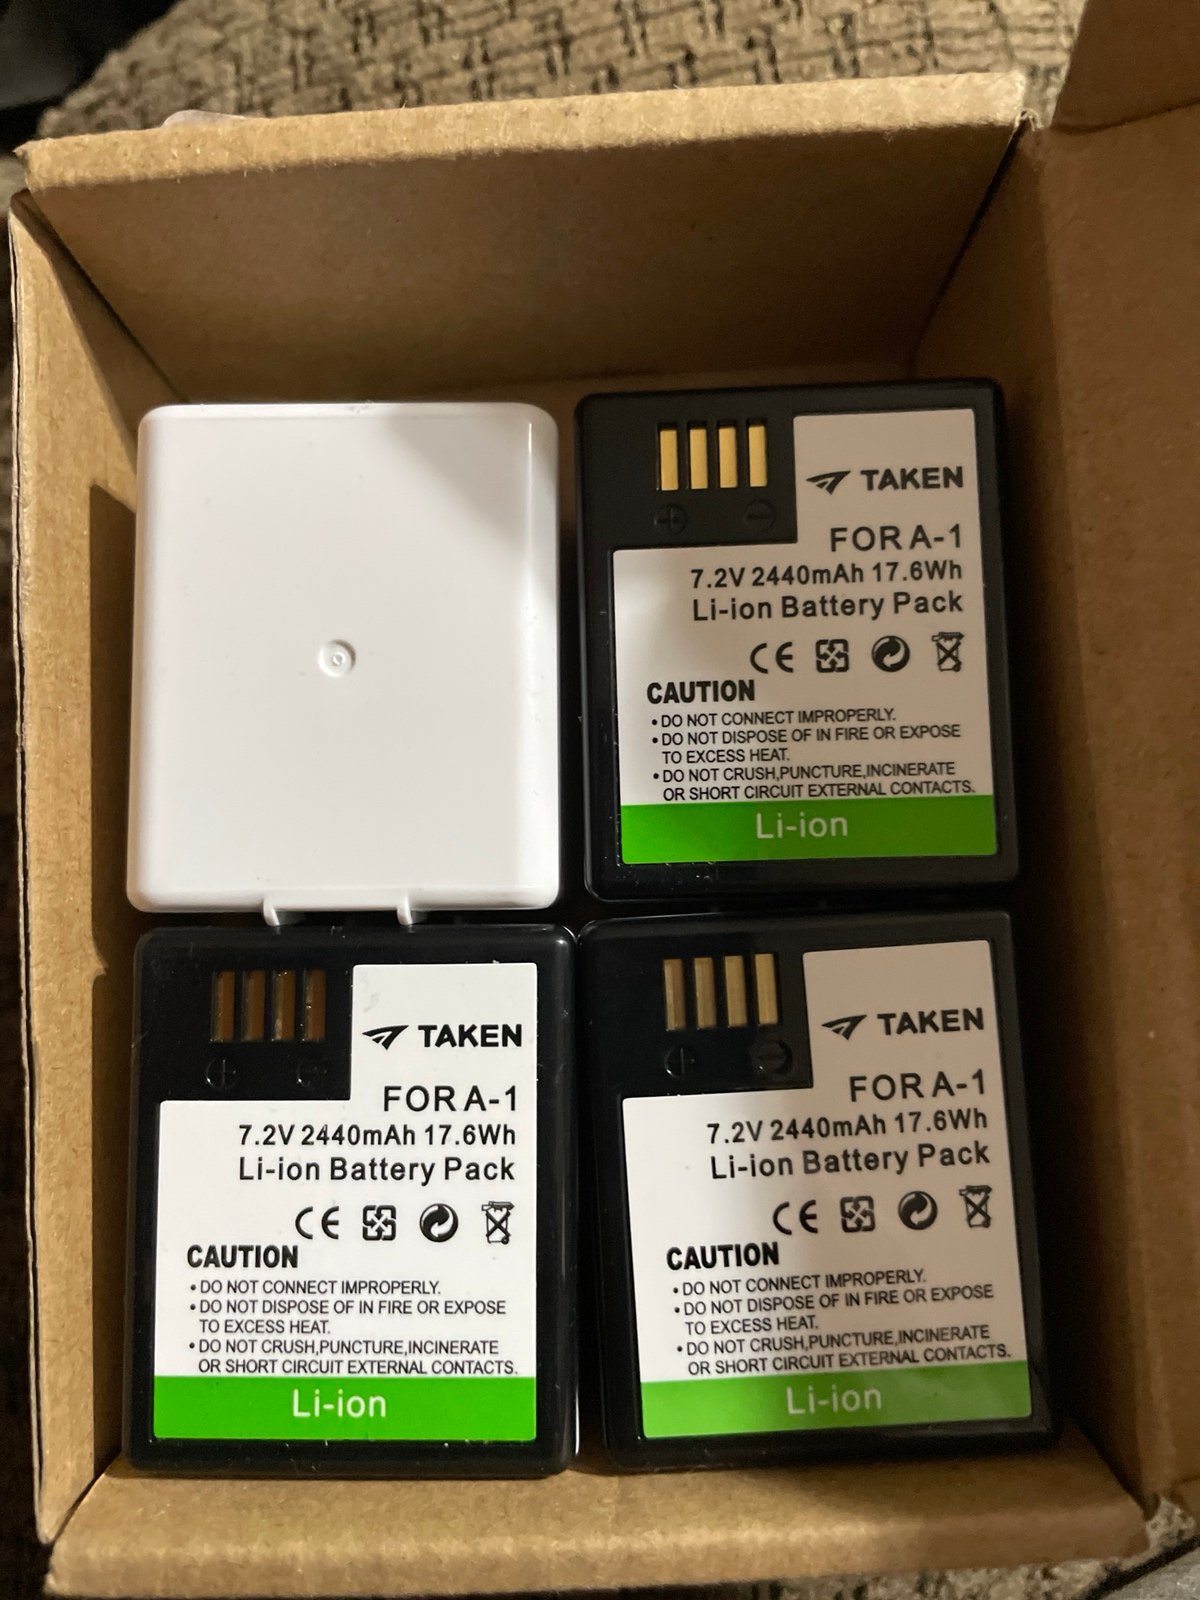 TAKEN
FOR A-1
7.2V 2440mAh 17.6Wh
Li-ion Battery Pack
CE
CAUTION
• DO NOT CONNECT IMPROPERLY.
• DO NOT DISPOSE OF IN FIRE OR EXPOSE
TO EXCESS HEAT.
• DO NOT CRUSH,PUNCTURE,INCINERATE
OR SHORT CIRCUIT EXTERNAL CONTACTS.
Li-ion
TAKEN
FOR A-1
7.2V 2440mAh 17.6Wh
Li-ion Battery Pack
CE
CAUTION
• DO NOT CONNECT IMPROPERLY.
• DO NOT DISPOSE OF IN FIRE OR EXPOSE
TO EXCESS HEAT.
• DO NOT CRUSH,PUNCTURE,INCINERATE
OR SHORT CIRCUIT EXTERNAL CONTACTS.
Li-ion
TAKEN
FOR A-1
7.2V 2440mAh 17.6Wh
Li-ion Battery Pack
CE
CAUTION
• DO NOT CONNECT IMPROPERLY.
• DO NOT DISPOSE OF IN FIRE OR EXPOSE
TO EXCESS HEAT.
• DO NOT CRUSH,PUNCTURE,INCINERATE
OR SHORT CIRCUIT EXTERNAL CONTACTS.
Li-ion